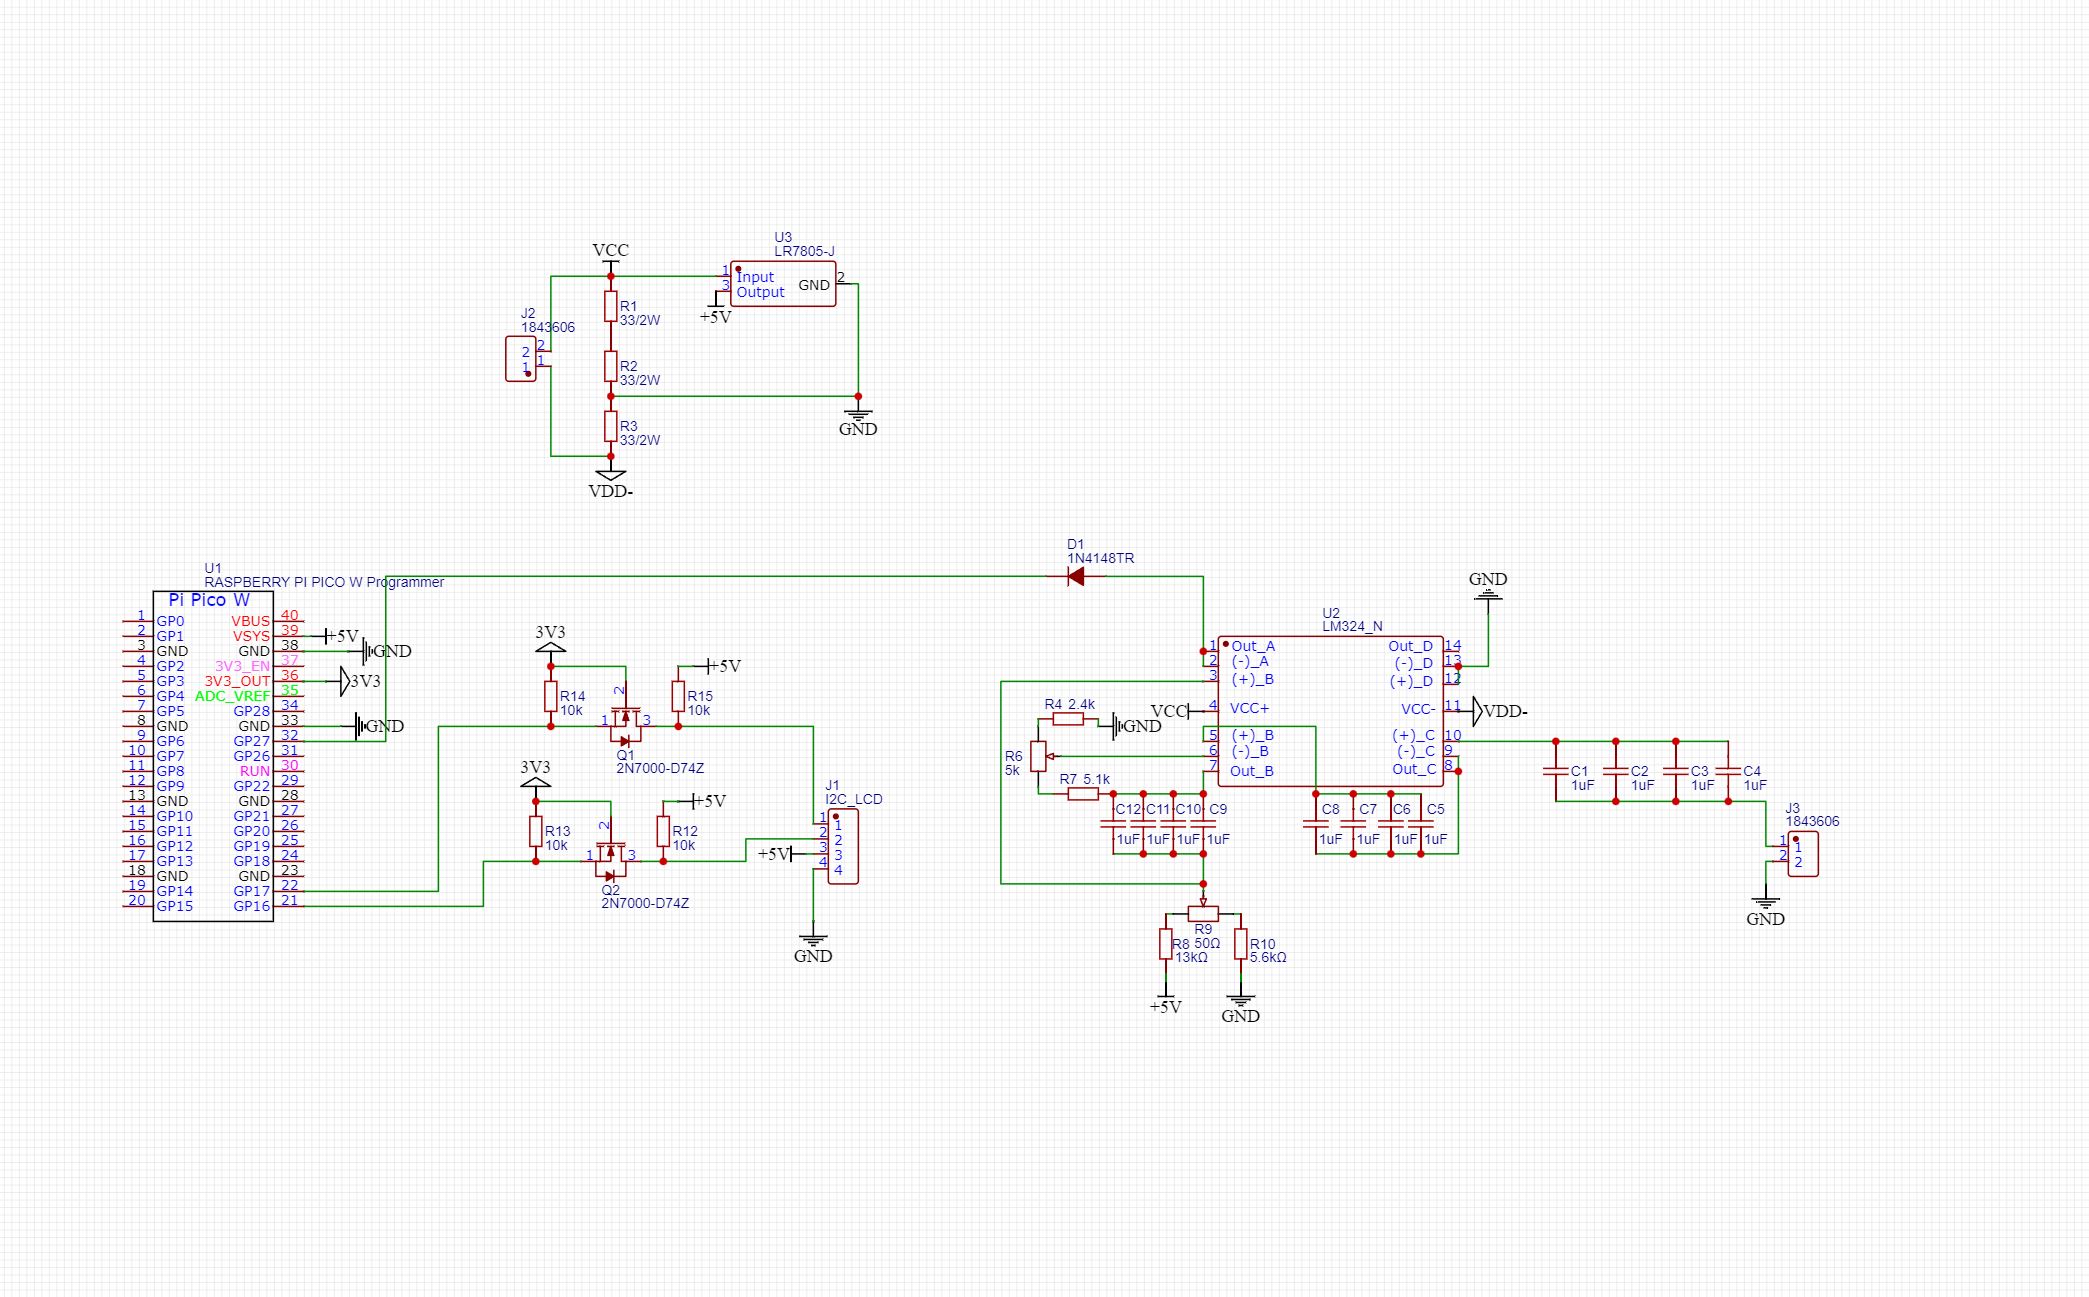 U3
LR7805-J
VCC
1
Input
3
Output
GND
2
+5V
R1
33/2W
J2
1843606
2
2
1
1
R2
33/2W
GND
R3
33/2W
VDD-
U1
RASPBERRY PI PICO W Programmer
Pi Pico W
1 GP0 VBUS 40
2 GP1 VSYS 39 +5V
3 GND GND 38 GND
4 GP2 3V3_EN 37
5 GP3 3V3_OUT 36 3V3
6 GP4 ADC_VREF 35
7 GP5 GP28 34
8 GND GND 33 GND
9 GP6 GP27 32
10 GP7 GP26 31
11 GP8 RUN 30
12 GP9 GP22 29
13 GND GND 28
14 GP10 GP21 27
15 GP11 GP20 26
16 GP12 GP19 25
17 GP13 GP18 24
18 GND GND 23
19 GP14 GP17 22
20 GP15 GP16 21
3V3
+5V
R14
10k
2
1
3
R15
10k
Q1
2N7000-D74Z
3V3
+5V
R13
10k
2
1
3
R12
10k
Q2
2N7000-D74Z
J1
I2C_LCD
1 1
2 2
+5V 3 3
4 4
GND
D1
1N4148TR
U2
LM324_N
GND
1 Out_A Out_D 14
2 (-)_A (-)_D 13
3 (+)_B (+)_D 12
VCC 4 VCC+ VCC- 11 VDD-
5 (+)_B (+)_C 10
6 (-)_B (-)_C 9
7 Out_B Out_C 8
R4 2.4k
GND
R6
5k
R7 5.1k
C12 C11 C10 C9
1uF 1uF 1uF 1uF
C8 C7 C6 C5
1uF 1uF 1uF 1uF
C1 C2 C3 C4
1uF 1uF 1uF 1uF
J3
1843606
1 1
2 2
GND
R9
50Ω
R8
13kΩ
R10
5.6kΩ
+5V
GND